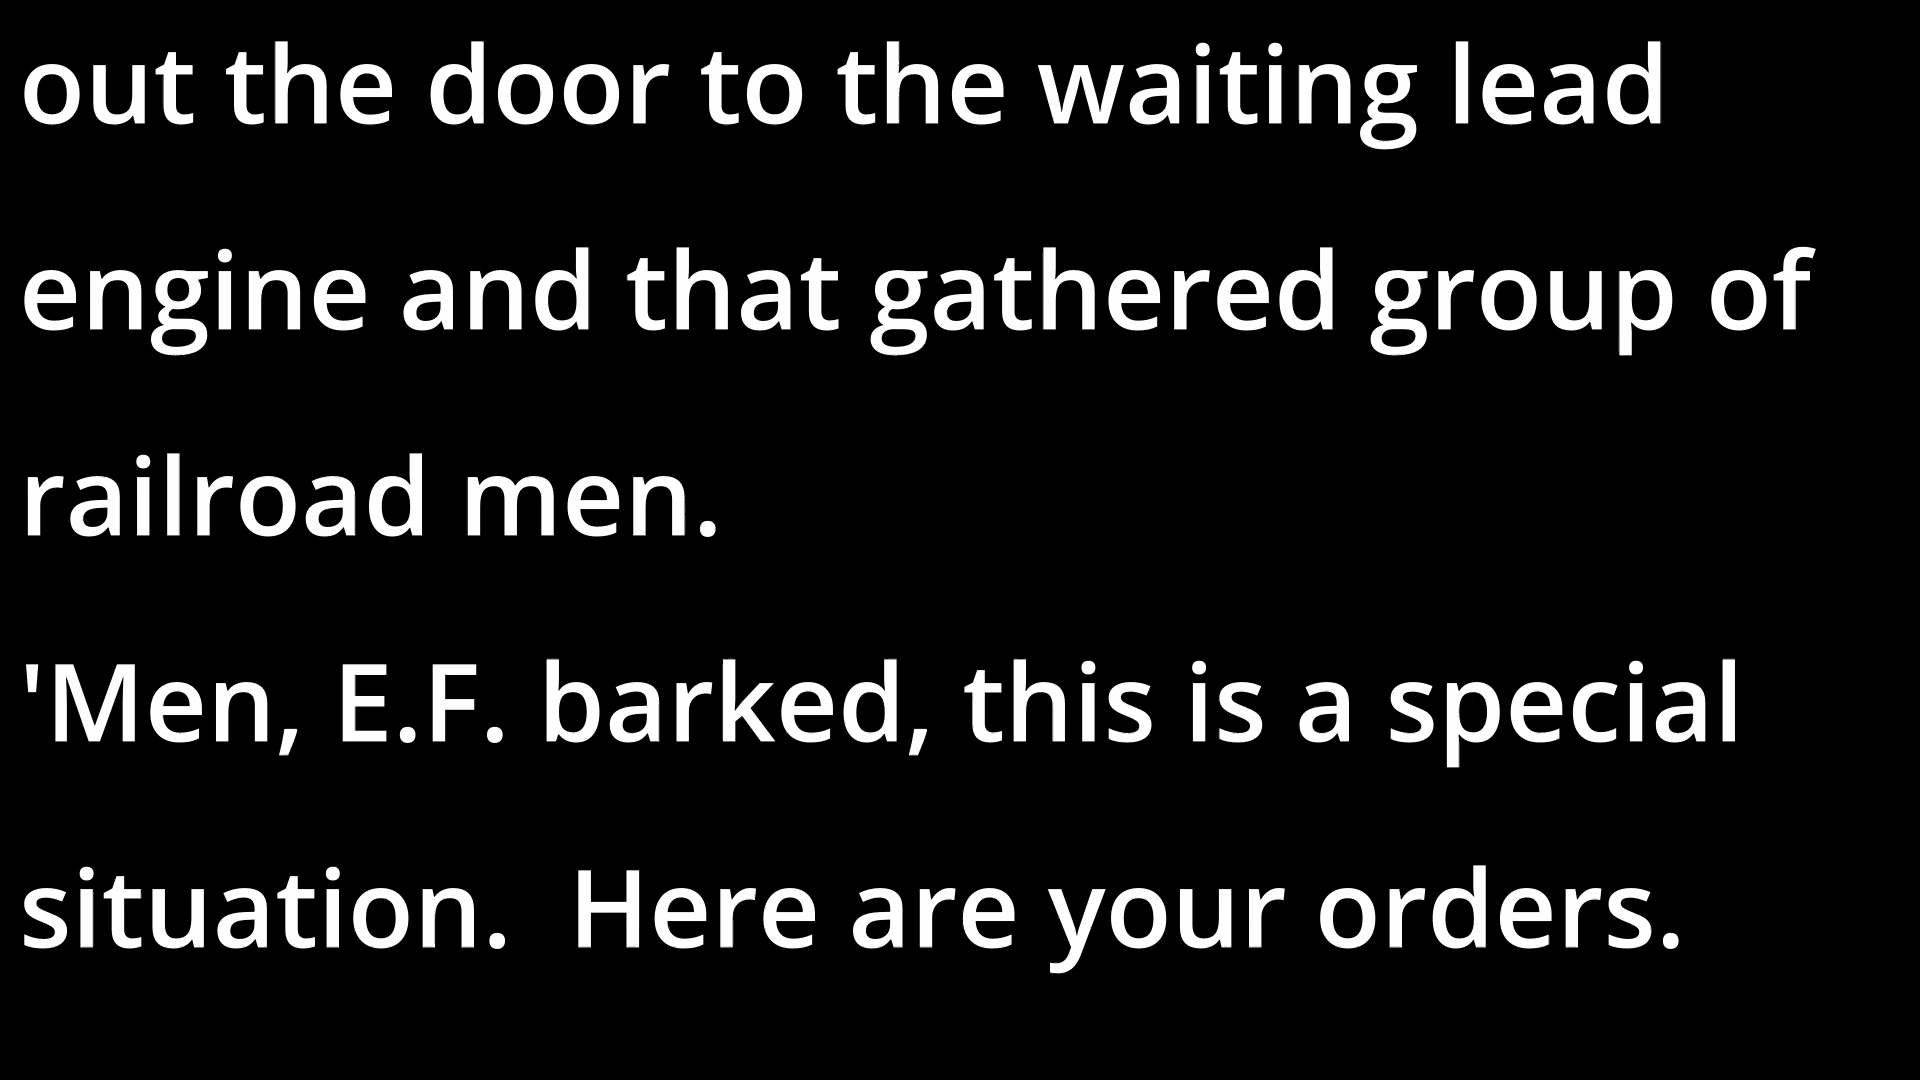 out the door to the waiting lead
engine and that gathered group of
railroad men.
'Men, E.F. barked, this is a special
situation.  Here are your orders.